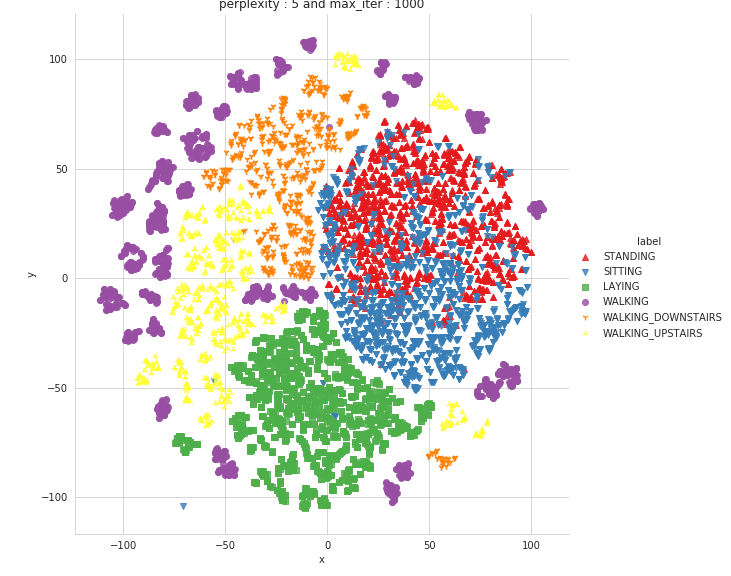 perplexity : 5 and max_iter : 1000
100
50
0
−50
−100
y
−100
−50
0
50
100
x
label
STANDING
SITTING
LAYING
WALKING
WALKING_DOWNSTAIRS
WALKING_UPSTAIRS